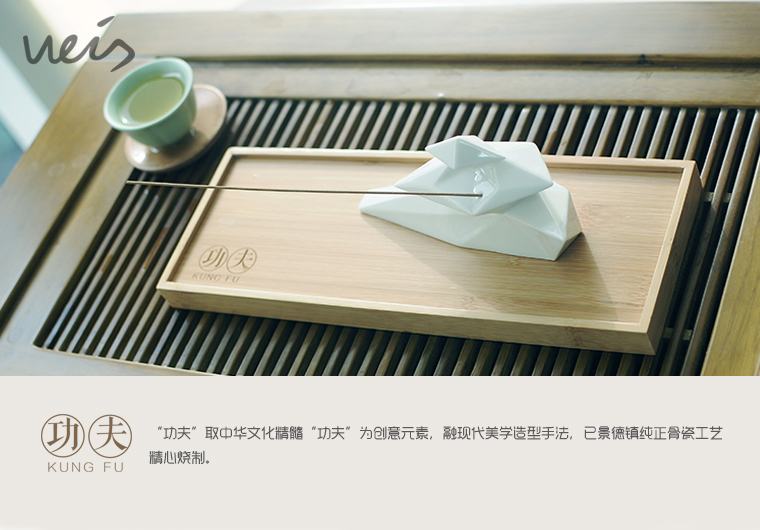 ueis
功夫
KUNG FU
功夫
KUNG FU
“功夫”取中华文化精髓“功夫”为创意元素，融现代美学造型手法，已景德镇纯正骨瓷工艺
精心烧制。